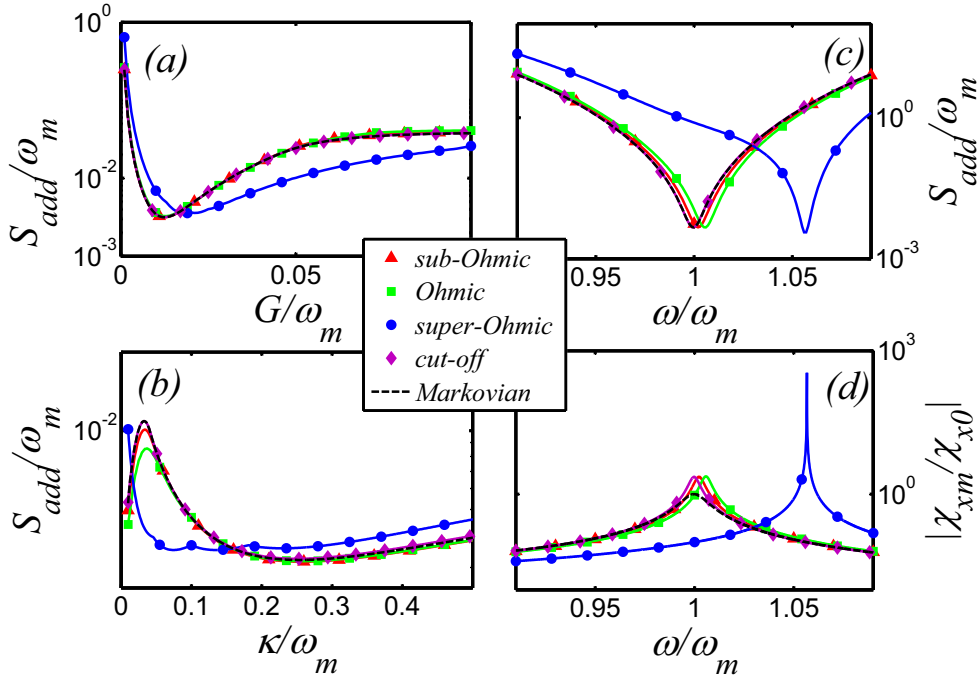 10^0
10^-2
10^-3
S_add/ω_m
(a)
0
0.05
G/ω_m
(c)
10^0
10^-3
S_add/ω_m
0.95
1
1.05
ω/ω_m
sub-Ohmic
Ohmic
super-Ohmic
cut-off
Markovian
(b)
10^-2
S_add/ω_m
0
0.1
0.2
0.3
0.4
κ/ω_m
(d)
10^3
10^0
|χ_xm/χ_x0|
0.95
1
1.05
ω/ω_m